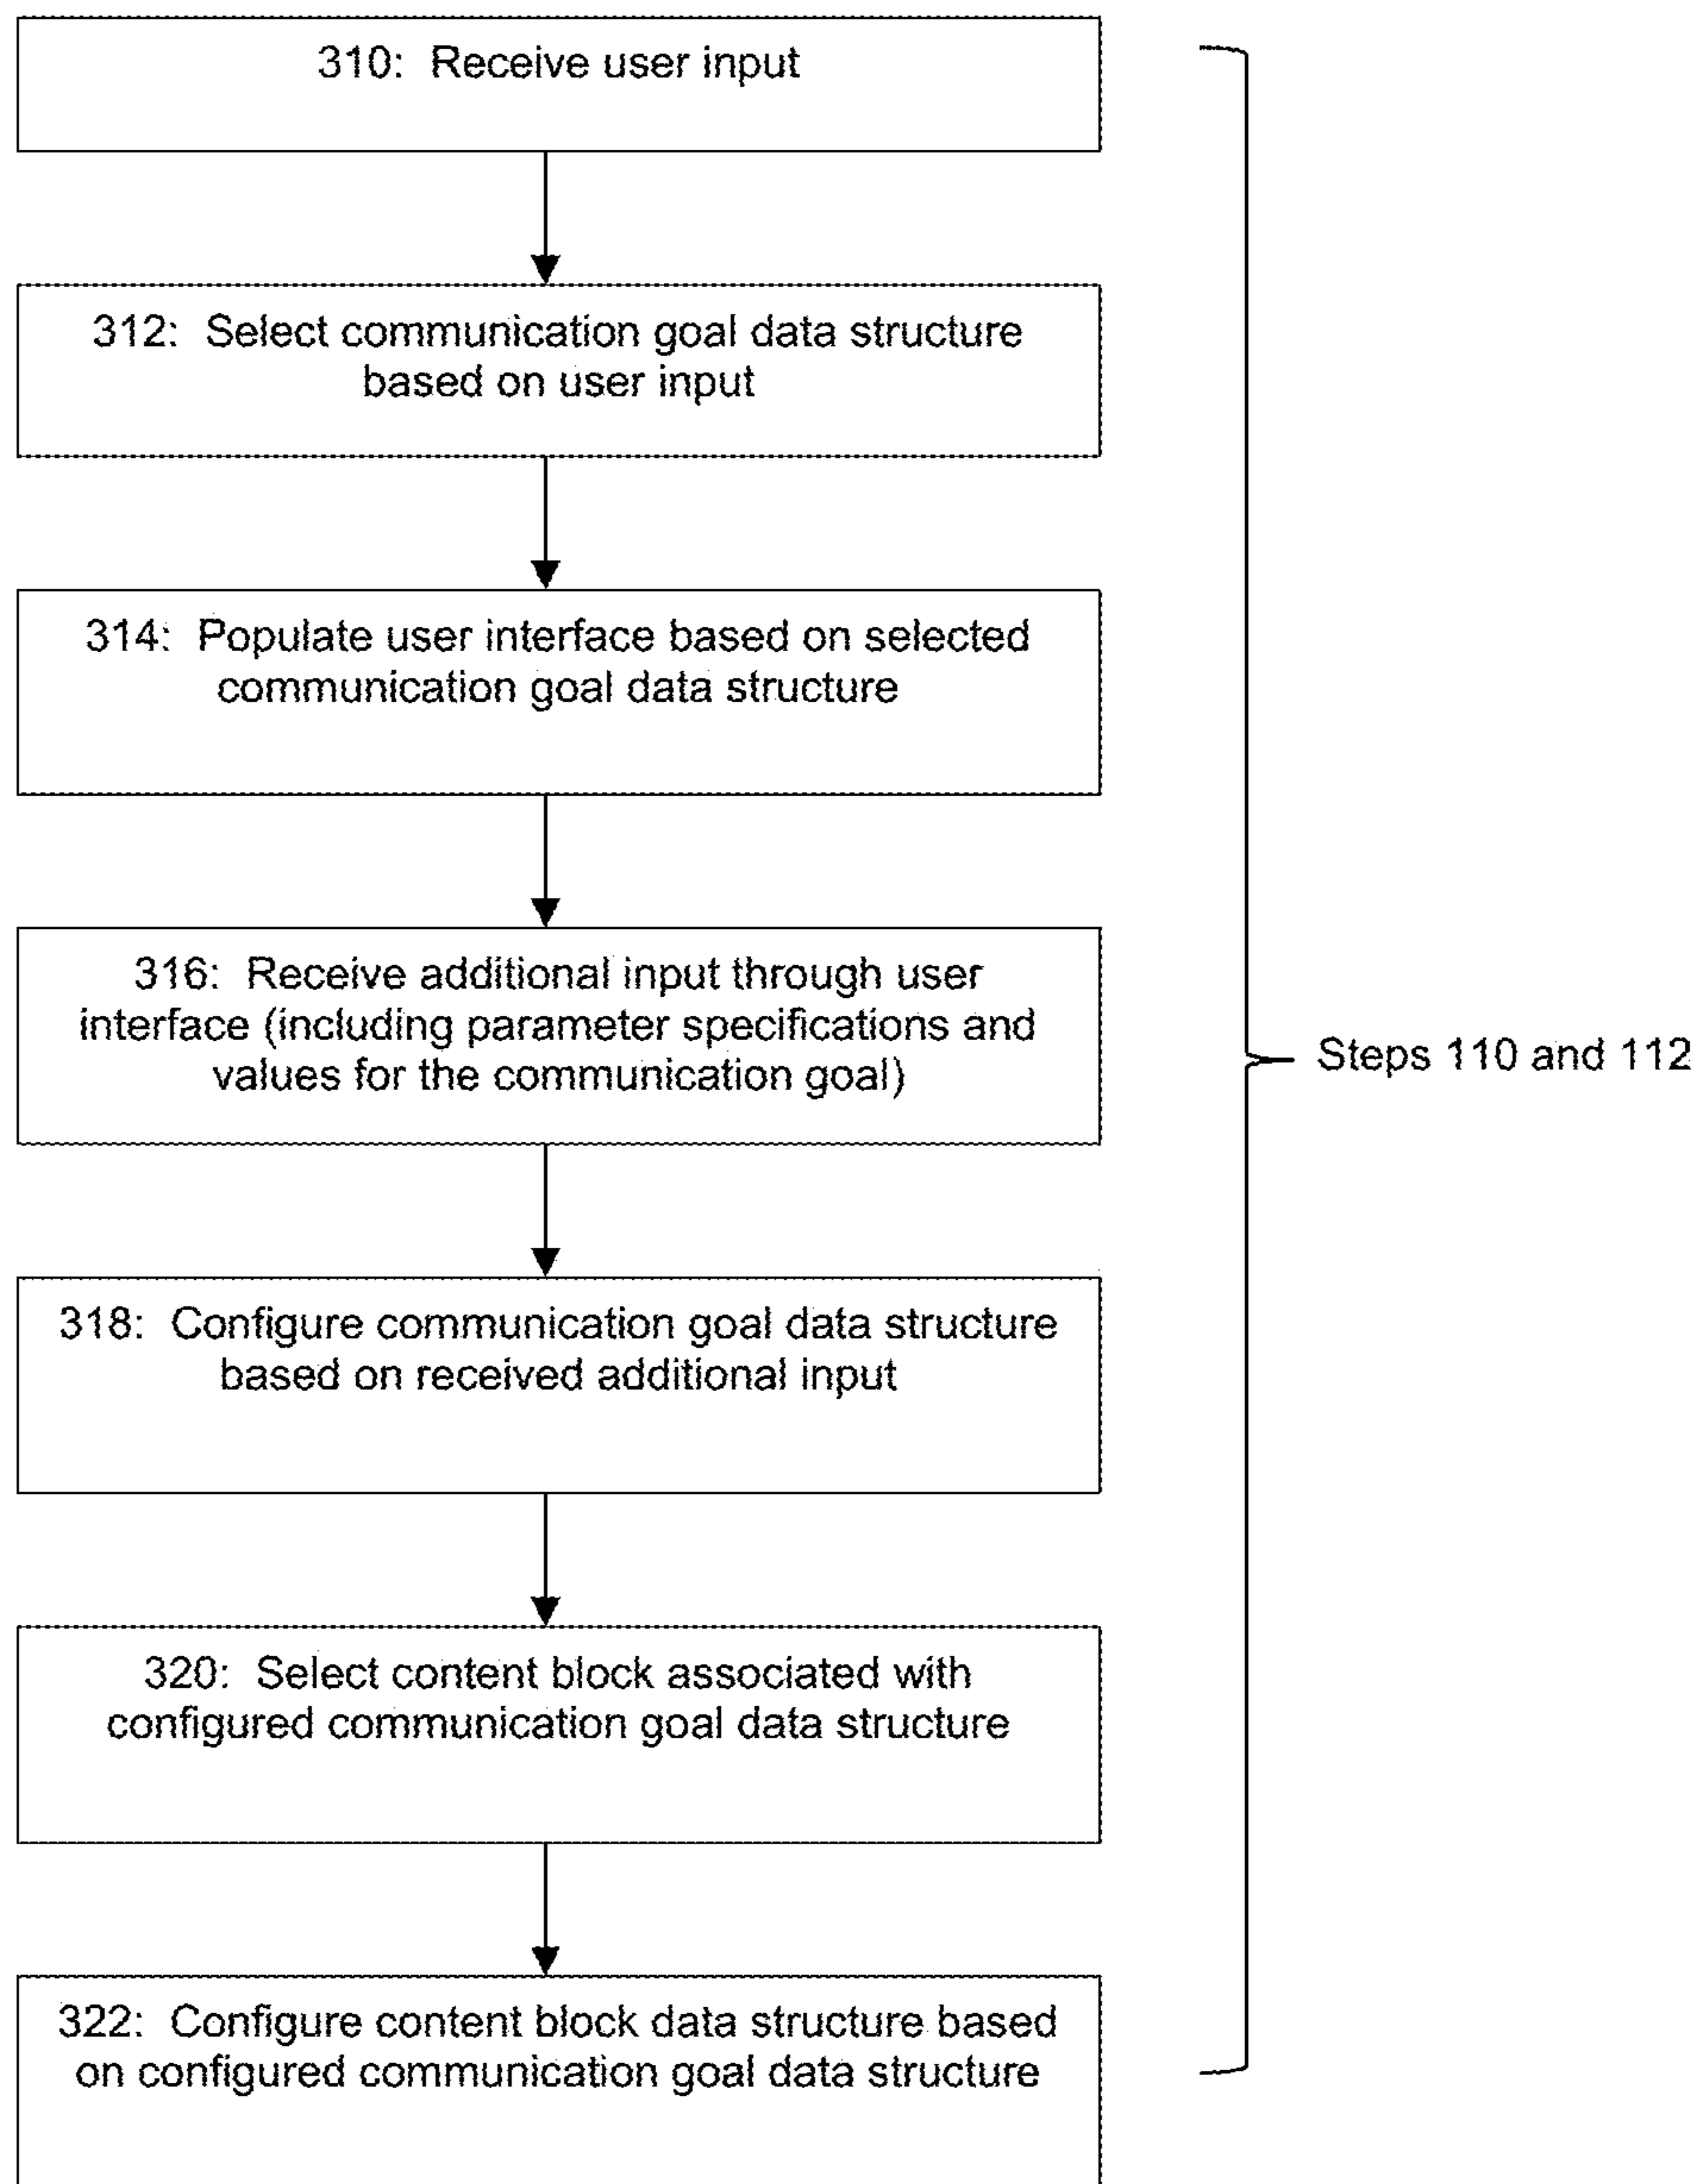 310: Receive user input
312: Select communication goal data structure
based on user input
314: Populate user interface based on selected
communication goal data structure
316: Receive additional input through user
interface (including parameter specifications and
values for the communication goal)
Steps 110 and 112
318: Configure communication goal data structure
based on received additional input
320: Select content block associated with
configured communication goal data structure
322: Configure content block data structure based
on configured communication goal data structure